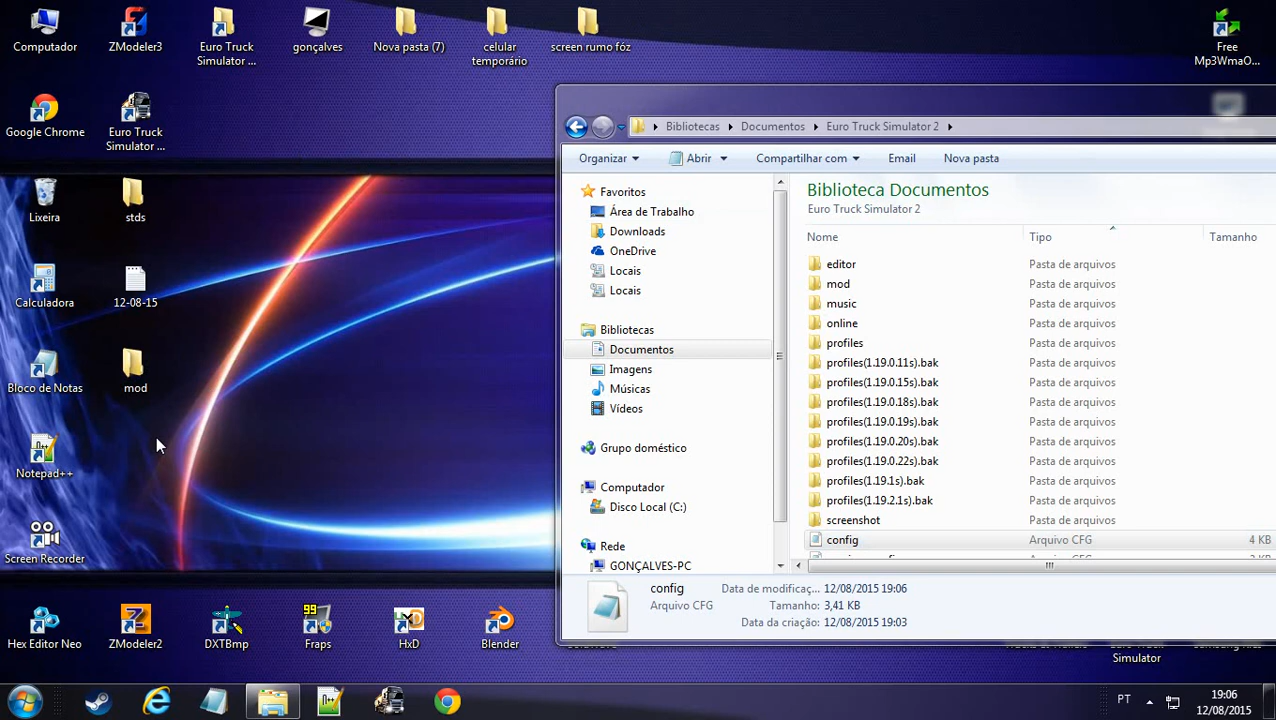 Computador
ZModeler3
Euro Truck
Simulator ...
gonçalves
Nova pasta (7)
celular
temporário
screen rumo fóz
Free
Mp3WmaO...
Google Chrome
Euro Truck
Simulator ...
Lixeira
stds
Calculadora
12-08-15
Bloco de Notas
mod
Notepad++
Screen Recorder
Hex Editor Neo
ZModeler2
DXTBmp
99
Fraps
HxD
Blender
Simulator
Bibliotecas
Documentos
Euro Truck Simulator 2
Organizar
Abrir
Compartilhar com
Email
Nova pasta
Favoritos
Área de Trabalho
Downloads
OneDrive
Locais
Locais
Bibliotecas
Documentos
Imagens
Músicas
Vídeos
Grupo doméstico
Computador
Disco Local (C:)
Rede
GONÇALVES-PC
Biblioteca Documentos
Euro Truck Simulator 2
Nome Tipo Tamanho
editor Pasta de arquivos
mod Pasta de arquivos
music Pasta de arquivos
online Pasta de arquivos
profiles Pasta de arquivos
profiles(1.19.0.11s).bak Pasta de arquivos
profiles(1.19.0.15s).bak Pasta de arquivos
profiles(1.19.0.18s).bak Pasta de arquivos
profiles(1.19.0.19s).bak Pasta de arquivos
profiles(1.19.0.20s).bak Pasta de arquivos
profiles(1.19.0.22s).bak Pasta de arquivos
profiles(1.19.1s).bak Pasta de arquivos
profiles(1.19.2.1s).bak Pasta de arquivos
screenshot Pasta de arquivos
config Arquivo CFG 4 KB
config Data de modificaç... 12/08/2015 19:06
Arquivo CFG Tamanho: 3,41 KB
Data da criação: 12/08/2015 19:03
PT
19:06
12/08/2015